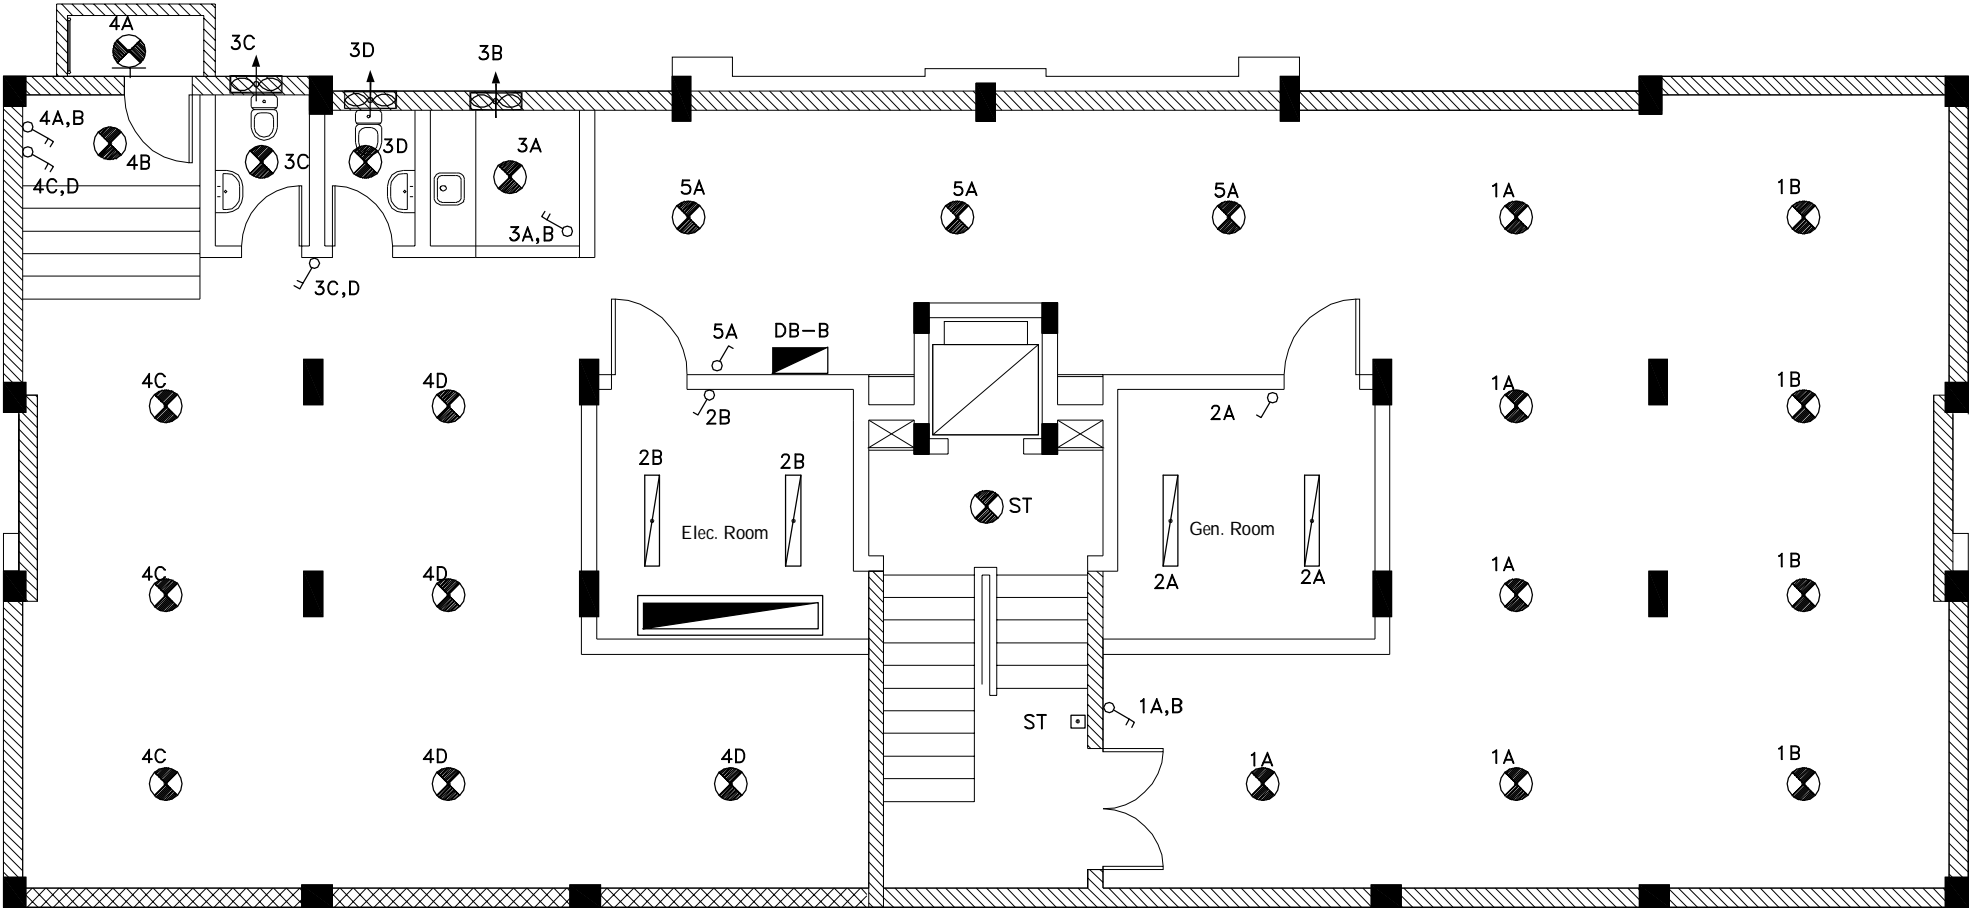 4A
3C
3D
3B
4A,B
4B
3C
3D
3A
4C,D
5A
5A
5A
1A
1B
3A,B
3C,D
5A
DB-B
4C
4D
2B
2A
1A
1B
2B
2B
ST
Elec. Room
Gen. Room
4C
4D
2A
2A
1A
1B
1A,B
ST
4C
4D
4D
1A
1A
1B